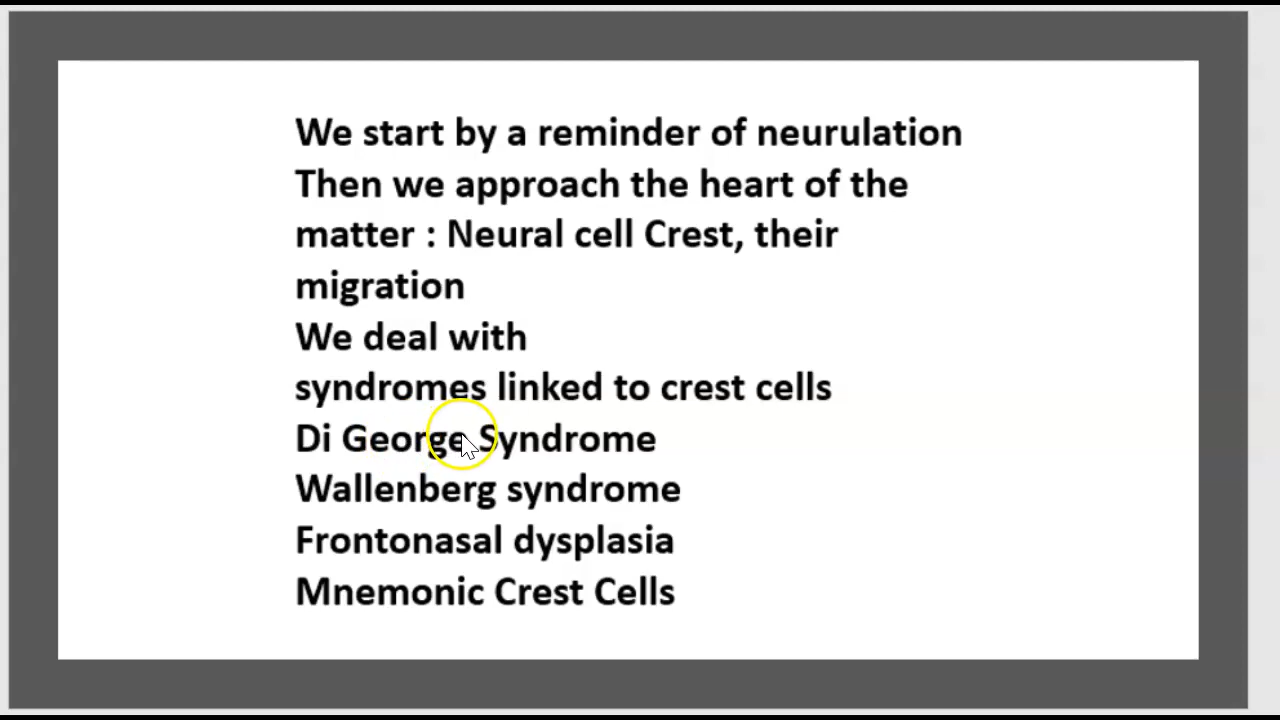 We start by a reminder of neurulation
Then we approach the heart of the
matter : Neural cell Crest, their
migration
We deal with
syndromes linked to crest cells
Di George Syndrome
Wallenberg syndrome
Frontonasal dysplasia
Mnemonic Crest Cells